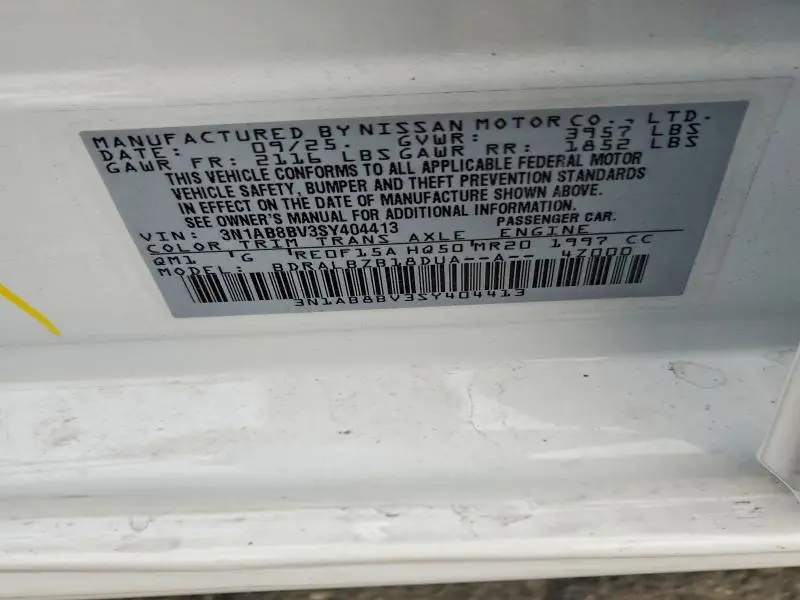 MANUFACTURED BY NISSAN MOTOR CO., LTD.
DATE: 09/25. GVWR: 3957 LBS
GAWR FR: 2116 LBS GAWR RR: 1852 LBS
THIS VEHICLE CONFORMS TO ALL APPLICABLE FEDERAL MOTOR
VEHICLE SAFETY, BUMPER AND THEFT PREVENTION STANDARDS
IN EFFECT ON THE DATE OF MANUFACTURE SHOWN ABOVE.
SEE OWNER'S MANUAL FOR ADDITIONAL INFORMATION.
VIN: 3N1AB8BV3SY404413 PASSENGER CAR.
COLOR TRIM TRANS AXLE ENGINE
QM1 G RE0F15A HQ50 MR20 1997 CC
MODEL: BDRALBZB18DUA--A-- 4Z000
3N1AB8BV3SY404413